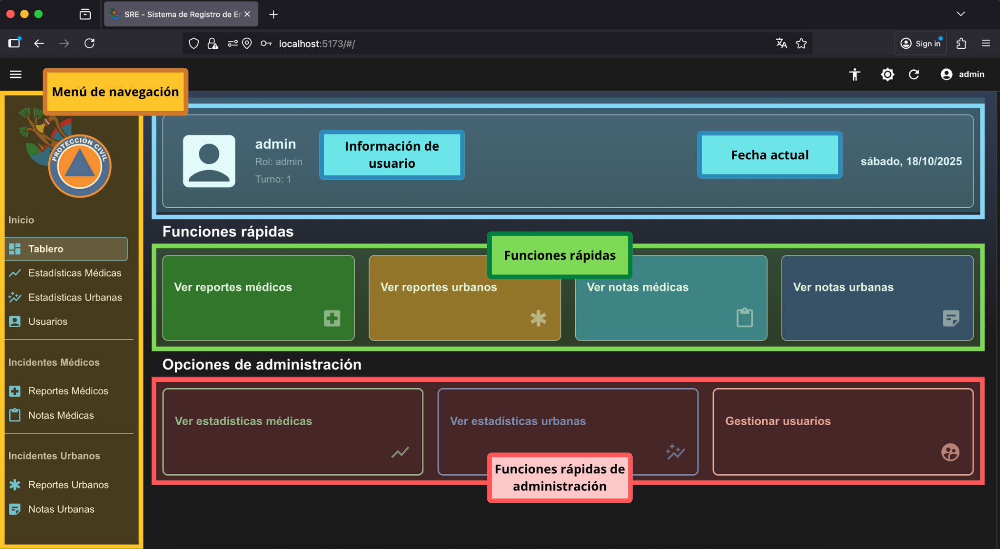 SRE - Sistema de Registro de En
localhost:5173/#/
Sign in
admin
Menú de navegación
PROTECCIÓN CIVIL
Inicio
Tablero
Estadísticas Médicas
Estadísticas Urbanas
Usuarios
Incidentes Médicos
Reportes Médicos
Notas Médicas
Incidentes Urbanos
Reportes Urbanos
Notas Urbanas
admin
Rol: admin
Turno: 1
Información de
usuario
Fecha actual
sábado, 18/10/2025
Funciones rápidas
Funciones rápidas
Ver reportes médicos
Ver reportes urbanos
Ver notas médicas
Ver notas urbanas
Opciones de administración
Ver estadísticas médicas
Ver estadísticas urbanas
Gestionar usuarios
Funciones rápidas de
administración